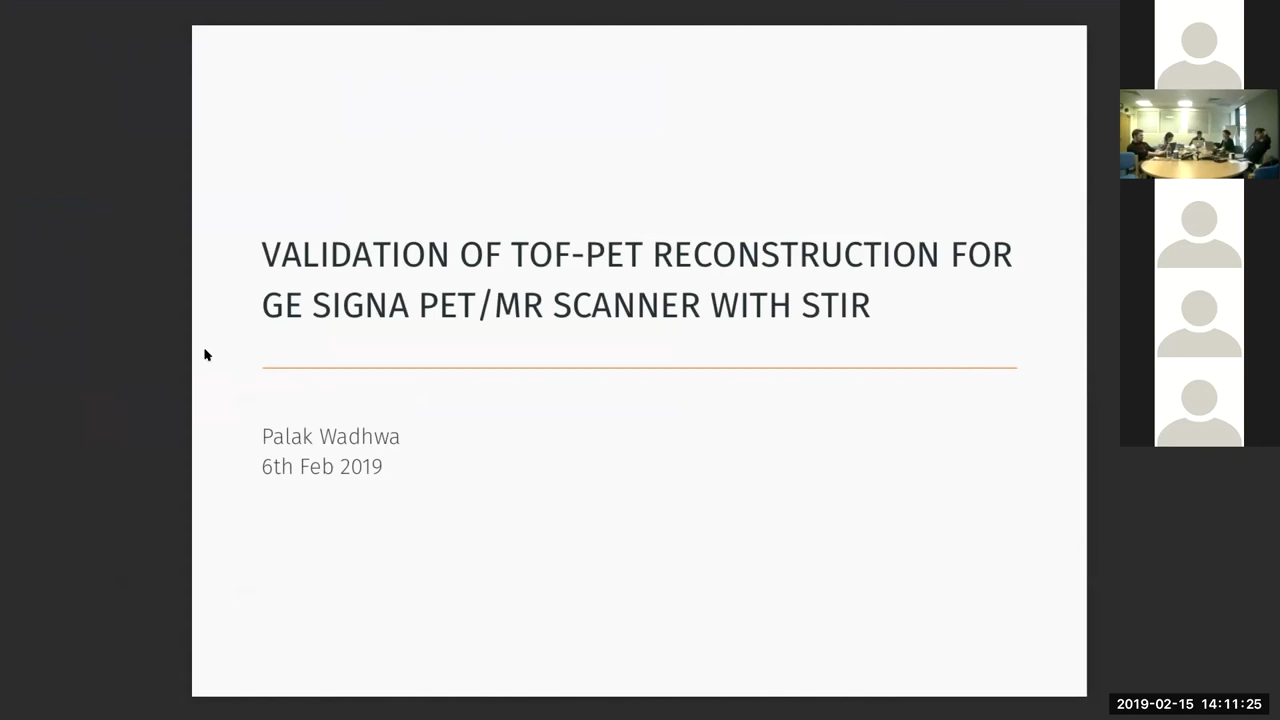 VALIDATION OF TOF-PET RECONSTRUCTION FOR
GE SIGNA PET/MR SCANNER WITH STIR
Palak Wadhwa
6th Feb 2019
2019-02-15 14:11:25